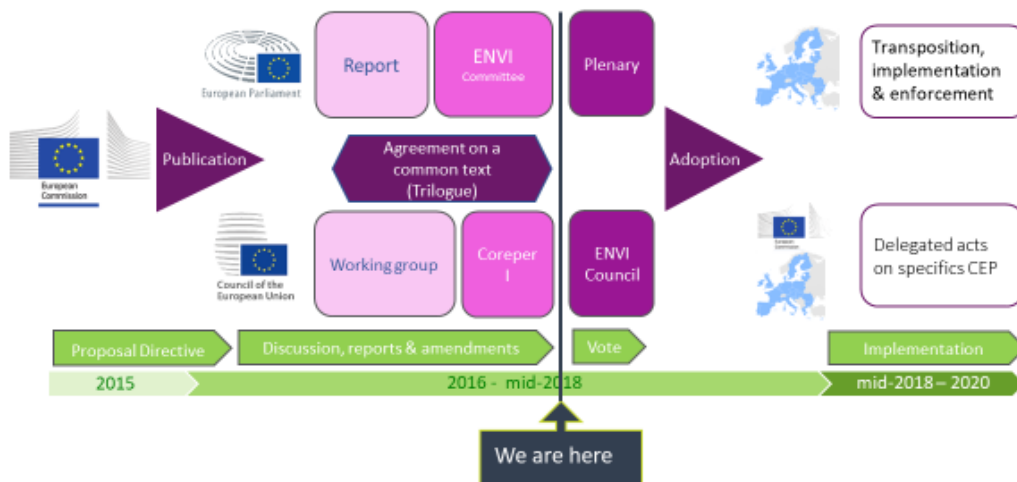 European Parliament
Report
ENVI
Committee
Plenary
Transposition,
implementation
& enforcement
European
Commission
Publication
Agreement on a
common text
(Trilogue)
Adoption
Council of the
European Union
Working group
Coreper
I
ENVI
Council
European
Commission
Delegated acts
on specifics CEP
Proposal Directive
Discussion, reports & amendments
Vote
Implementation
2015
2016 - mid-2018
mid-2018 – 2020
We are here